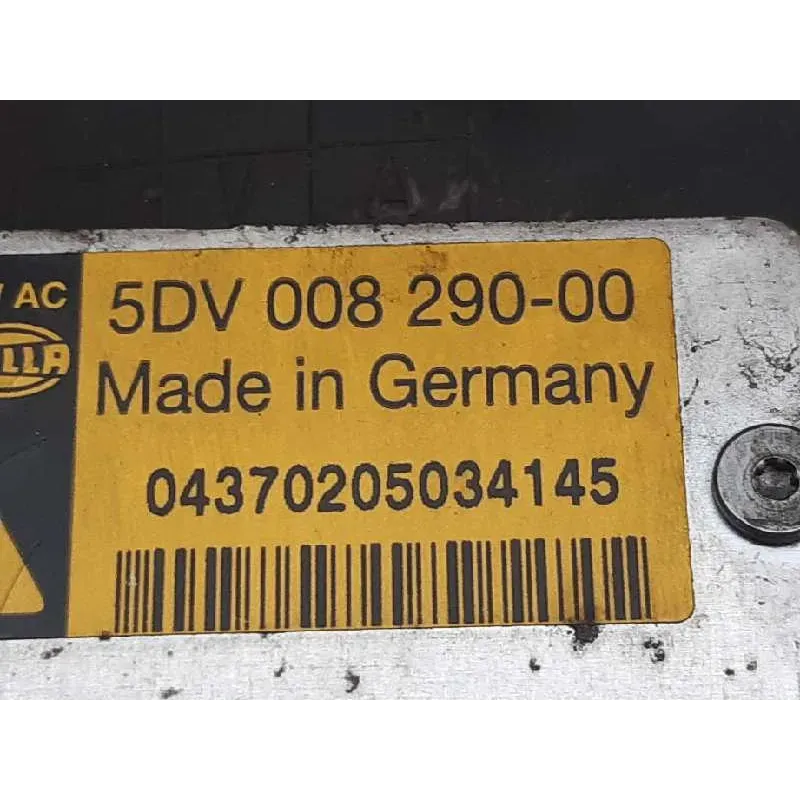 AC
5DV 008 290-00
Made in Germany
04370205034145